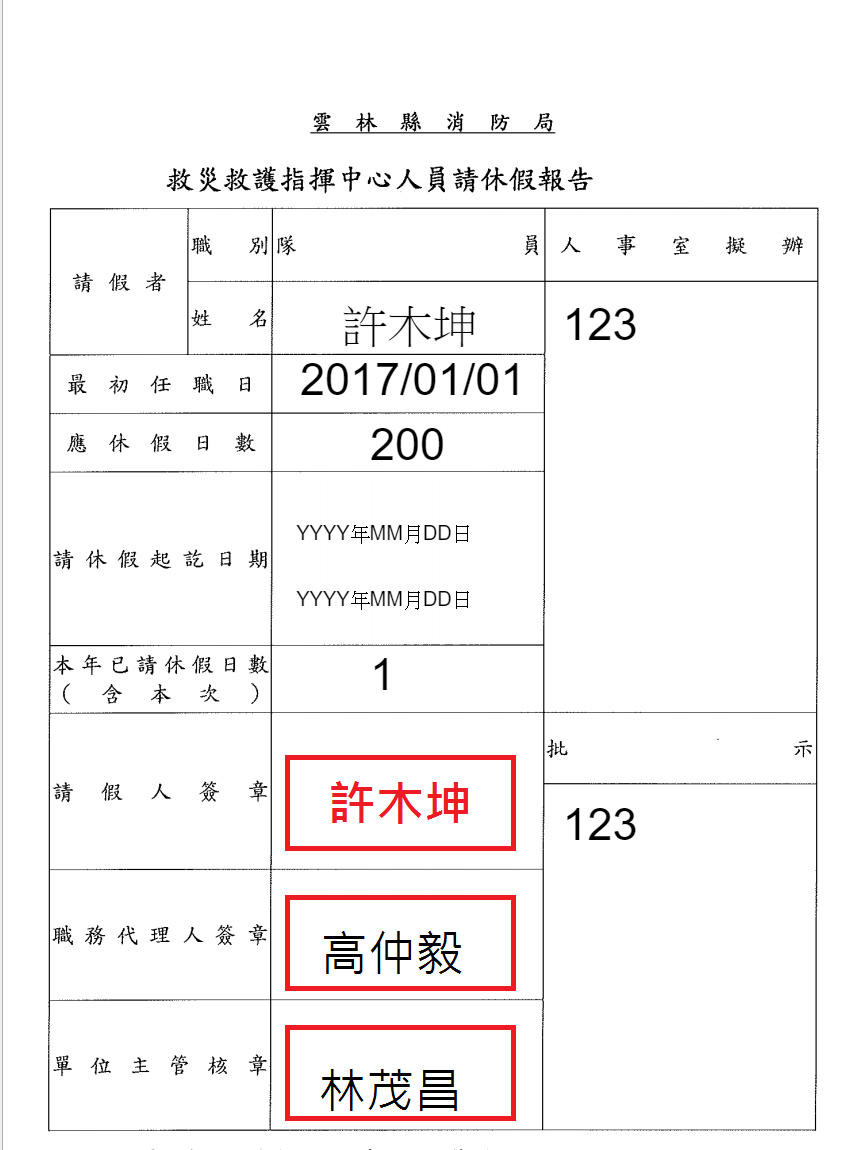 雲林縣消防局
救災救護指揮中心人員請休假報告
請假者
職別
隊員
人事室擬辦
姓名
許木坤
123
最初任職日
2017/01/01
應休假日數
200
請休假起訖日期
YYYY年MM月DD日
YYYY年MM月DD日
本年已請休假日數
（含本次）
1
批示
請假人簽章
許木坤
123
職務代理人簽章
高仲毅
單位主管核章
林茂昌